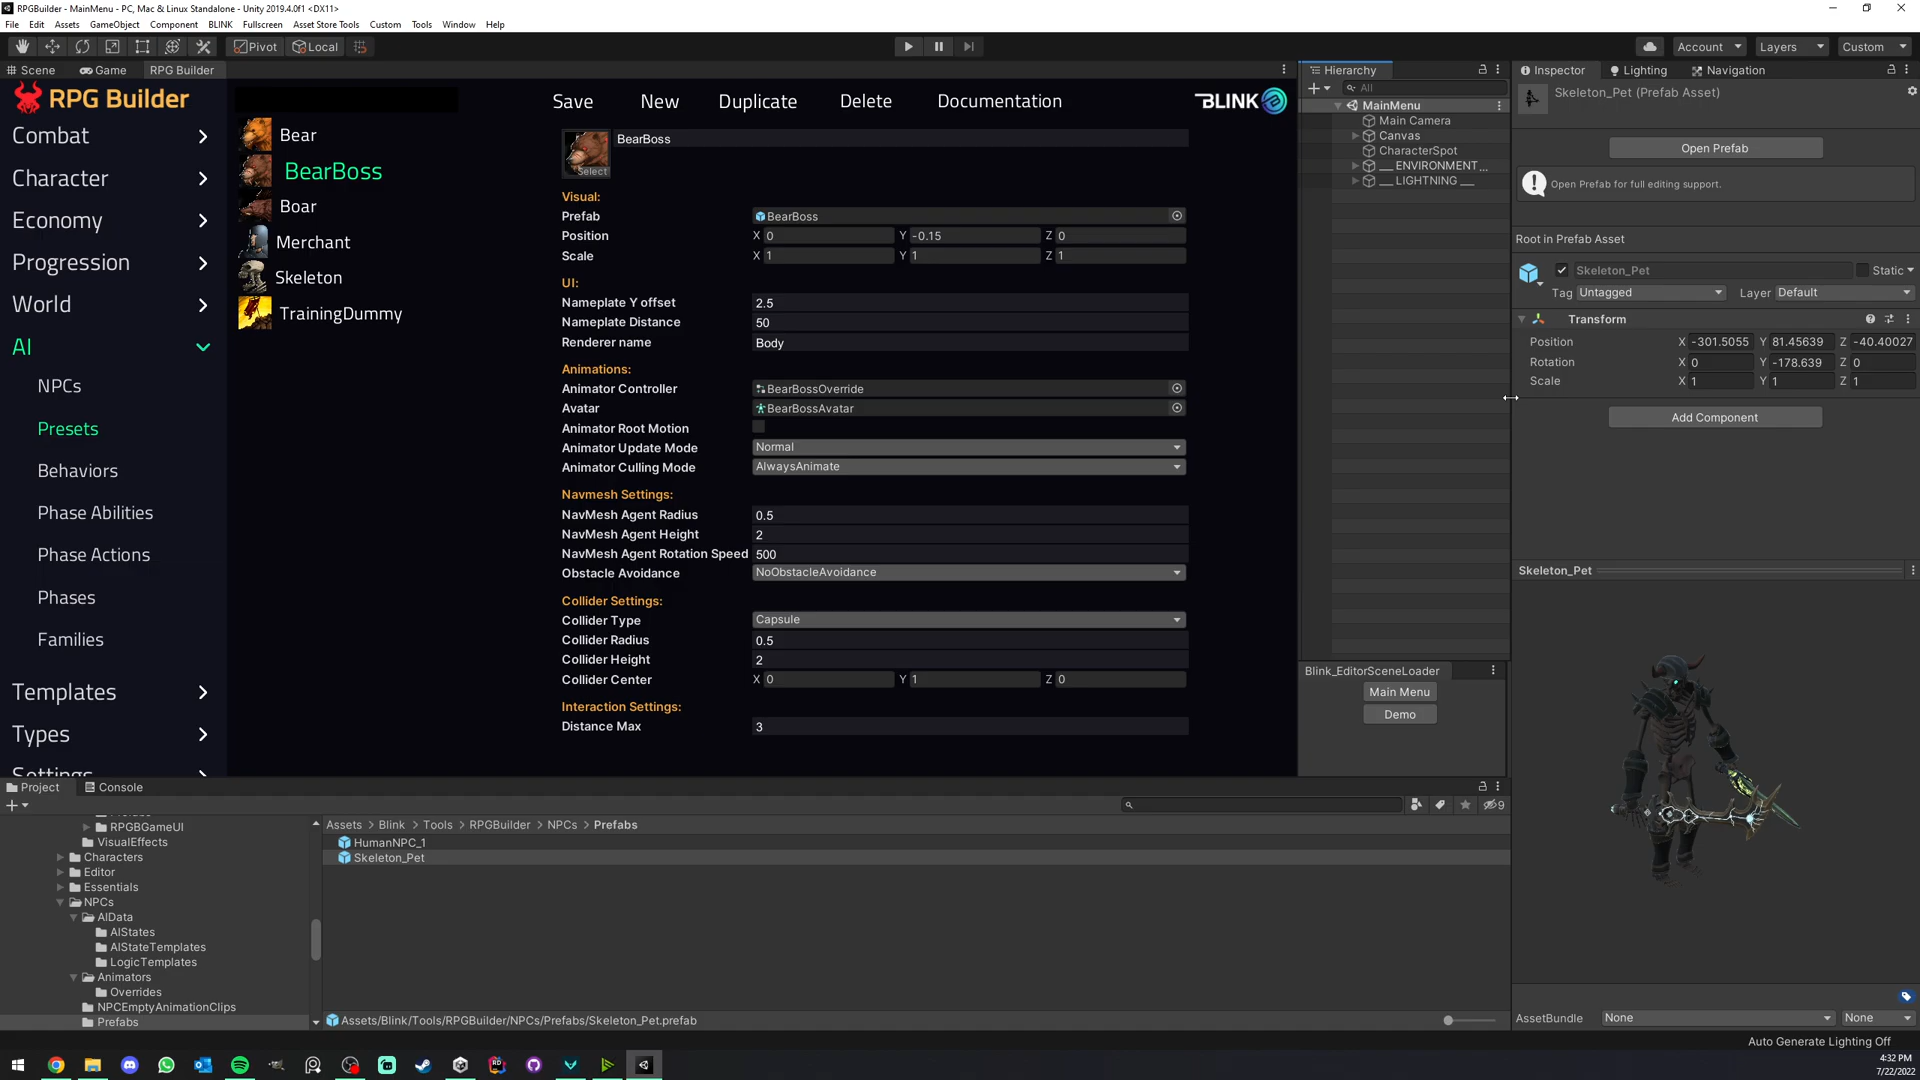 RPGBuilder - MainMenu - PC, Mac & Linux Standalone - Unity 2019.4.0f1 <DX11>
File Edit Assets GameObject Component Tools BLINK Fullscreen Asset Store Tools Custom Tools Window Help
Pivot Local Account Layers Custom
Scene Game RPG Builder
Hierarchy
Inspector Lighting Navigation
RPG Builder
Combat
Character
Economy
Progression
World
AI
NPCs
Presets
Behaviors
Phase Abilities
Phase Actions
Phases
Families
Templates
Types
Settings
Bear
BearBoss
Boar
Merchant
Skeleton
TrainingDummy
Save New Duplicate Delete Documentation BLINK
Select
BearBoss
Visual:
Prefab BearBoss
Position X 0 Y -0.15 Z 0
Scale X 1 Y 1 Z 1
UI:
Nameplate Y offset 2.5
Nameplate Distance 50
Renderer name Body
Animations:
Animator Controller BearBossOverride
Avatar BearBossAvatar
Animator Root Motion
Animator Update Mode Normal
Animator Culling Mode AlwaysAnimate
Navmesh Settings:
NavMesh Agent Radius 0.5
NavMesh Agent Height 2
NavMesh Agent Rotation Speed 500
Obstacle Avoidance NoObstacleAvoidance
Collider Settings:
Collider Type Capsule
Collider Radius 0.5
Collider Height 2
Collider Center X 0 Y 1 Z 0
Interaction Settings:
Distance Max 3
All
MainMenu
Main Camera
Canvas
CharacterSpot
__ ENVIRONMENT __
__ LIGHTNING __
Blink_EditorSceneLoader
Main Menu
Demo
Skeleton_Pet (Prefab Asset)
Open Prefab
Open Prefab for full editing support.
Root in Prefab Asset
Skeleton_Pet Static
Tag Untagged Layer Default
Transform
Position X -301.5055 Y 81.45639 Z -40.40027
Rotation X 0 Y -178.639 Z 0
Scale X 1 Y 1 Z 1
Add Component
Skeleton_Pet
AssetBundle None None
Project Console
9
RPGBGameUI
VisualEffects
Characters
Editor
Essentials
NPCs
AIData
AIStates
AIStateTemplates
LogicTemplates
Animators
Overrides
NPCEmptyAnimationClips
Prefabs
Assets > Blink > Tools > RPGBuilder > NPCs > Prefabs
HumanNPC_1
Skeleton_Pet
Assets/Blink/Tools/RPGBuilder/NPCs/Prefabs/Skeleton_Pet.prefab
Auto Generate Lighting Off
4:32 PM
7/22/2022